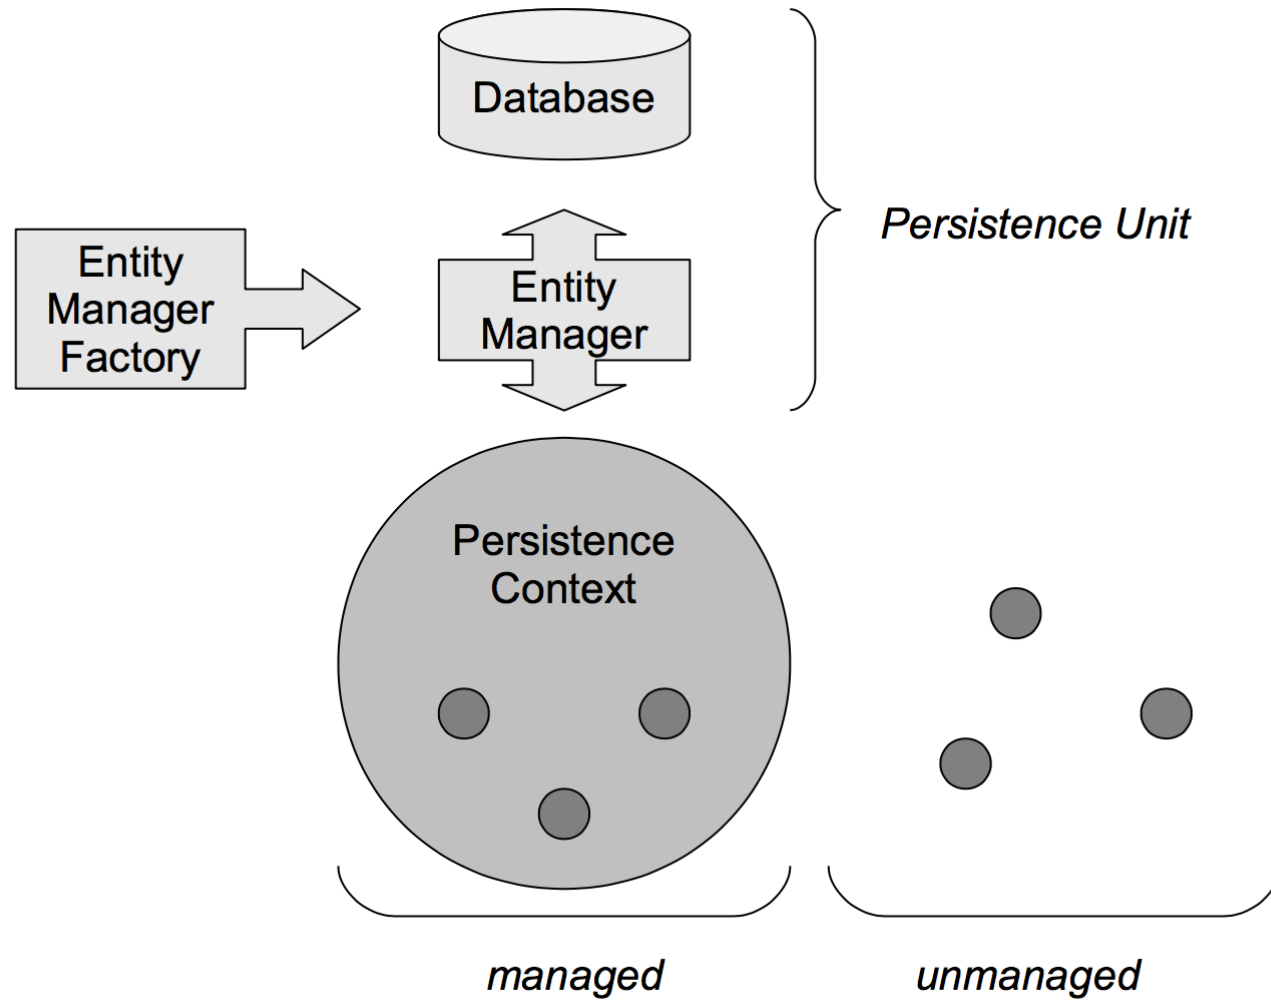 Database
Persistence Unit
Entity
Manager
Factory
Entity
Manager
Persistence
Context
managed
unmanaged